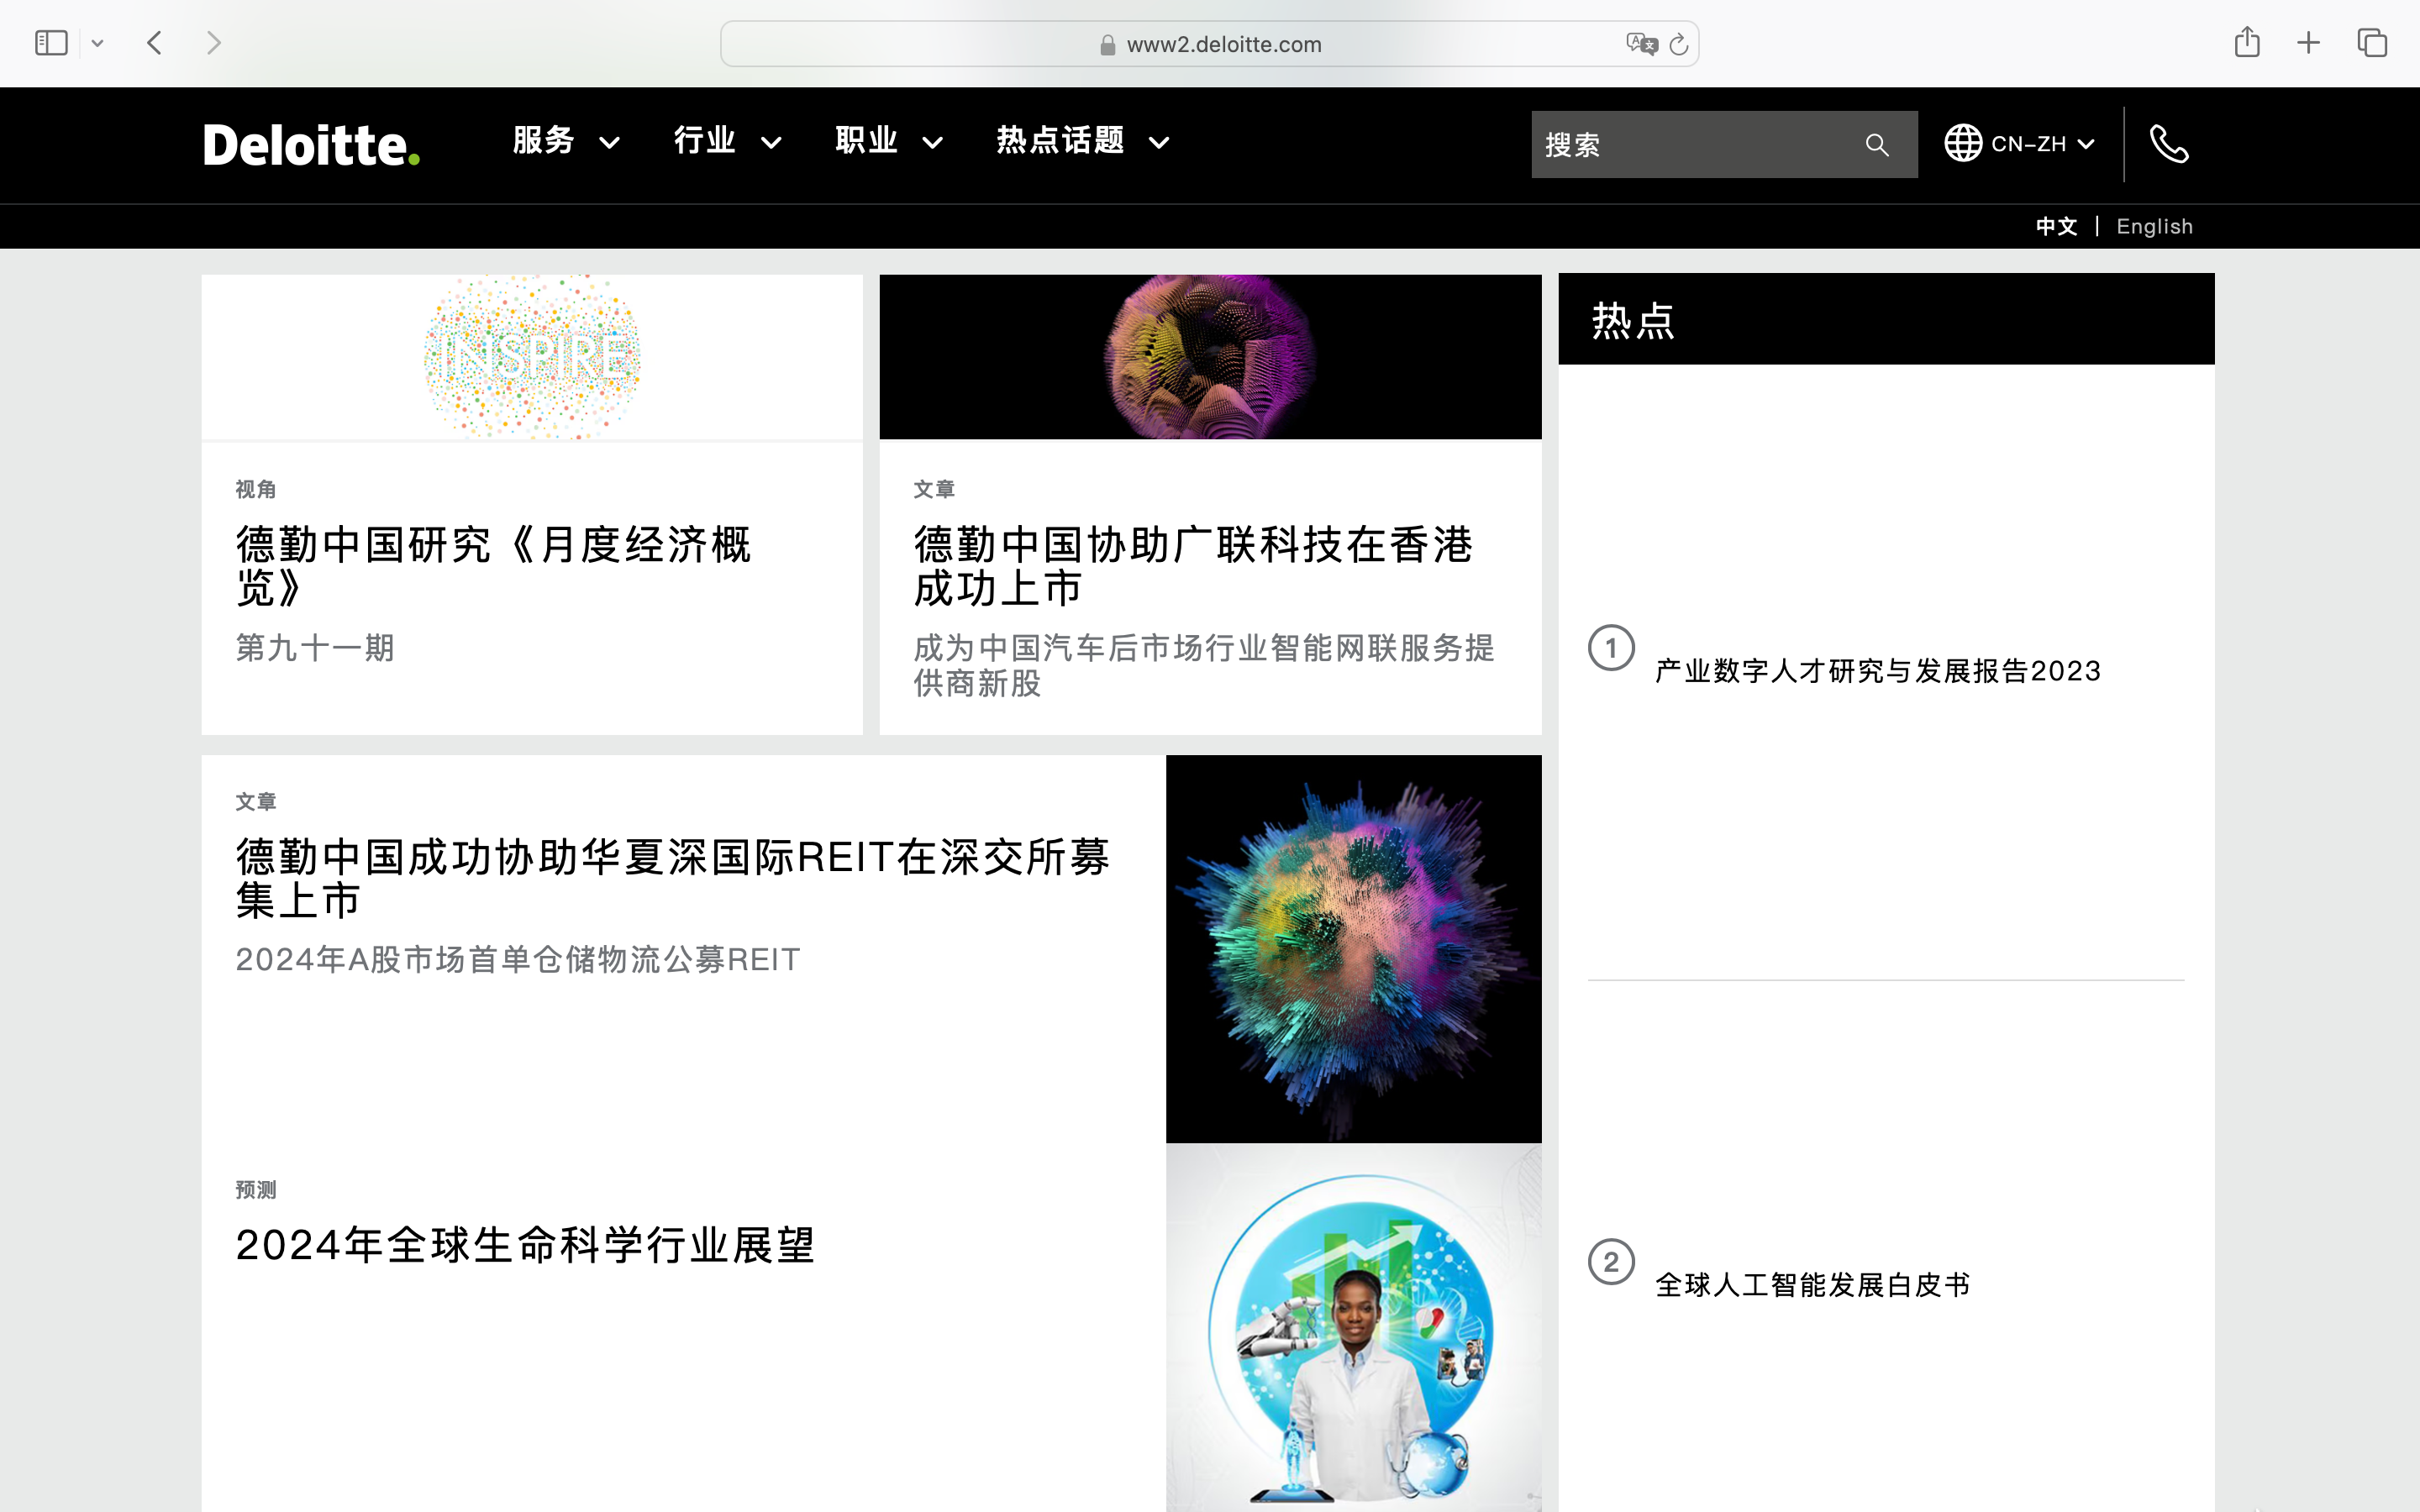 www2.deloitte.com
Deloitte.
服务
行业
职业
热点话题
搜索
CN-ZH
中文 | English
INSPIRE
视角
德勤中国研究《月度经济概
览》
第九十一期
文章
德勤中国协助广联科技在香港
成功上市
成为中国汽车后市场行业智能网联服务提
供商新股
文章
德勤中国成功协助华夏深国际REIT在深交所募
集上市
2024年A股市场首单仓储物流公募REIT
预测
2024年全球生命科学行业展望
热点
1
产业数字人才研究与发展报告2023
2
全球人工智能发展白皮书